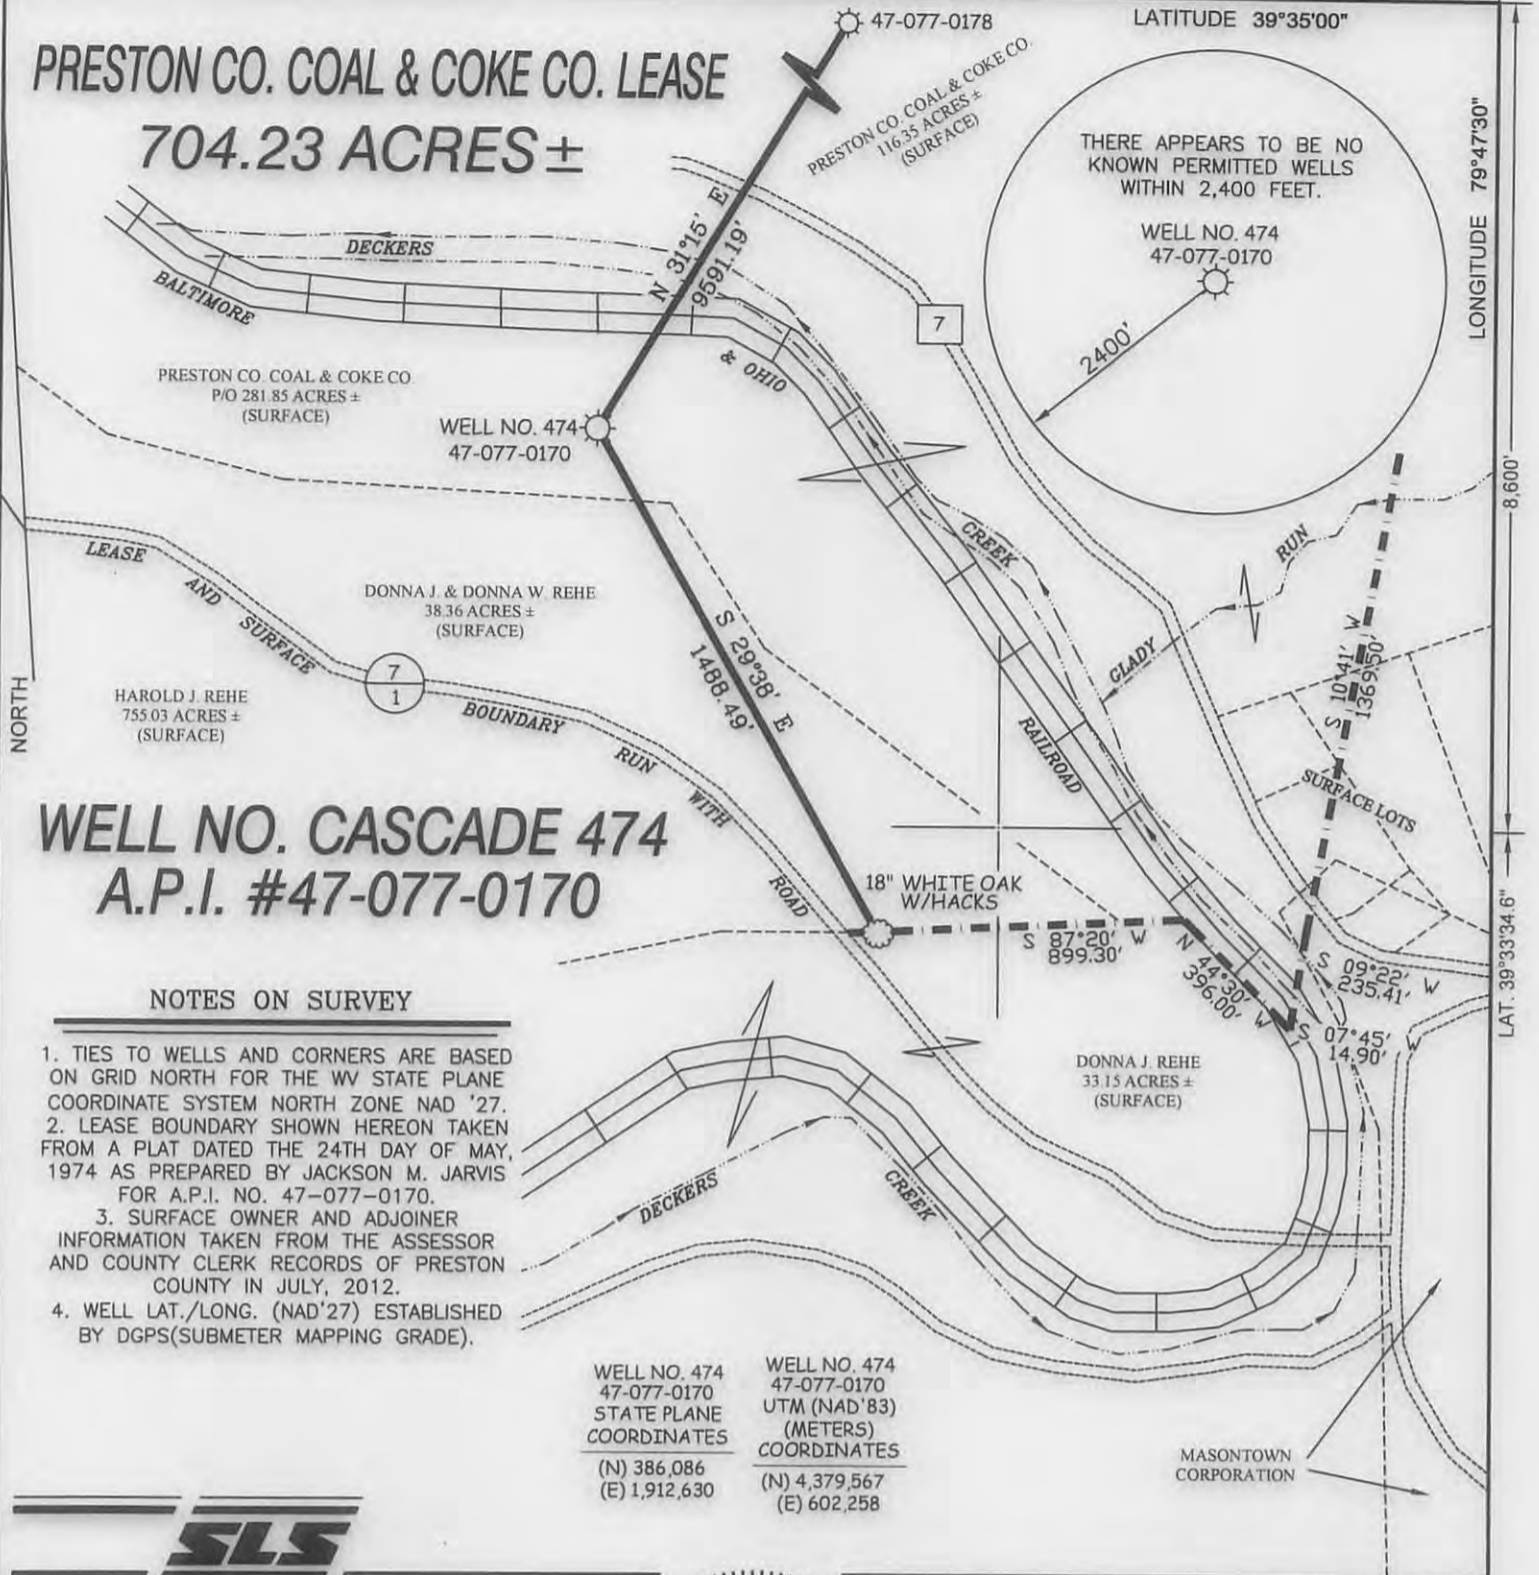 47-077-0178
LATITUDE 39°35'00"
PRESTON CO. COAL & COKE CO. LEASE
704.23 ACRES ±
PRESTON CO. COAL & COKE CO.
116.35 ACRES ±
(SURFACE)
THERE APPEARS TO BE NO
KNOWN PERMITTED WELLS
WITHIN 2,400 FEET.
WELL NO. 474
47-077-0170
2400'
LONGITUDE 79°47'30"
N 31°15' E
9591.19'
DECKERS
BALTIMORE
& OHIO
7
PRESTON CO. COAL & COKE CO.
P/O 281.85 ACRES ±
(SURFACE)
WELL NO. 474
47-077-0170
8,600'
CREEK
RUN
GLADY
LEASE
AND
SURFACE
DONNA J. & DONNA W. REHE
38.36 ACRES ±
(SURFACE)
S 29°38' E
1488.49'
S 10°41' W
1369.50'
NORTH
HAROLD J. REHE
755.03 ACRES ±
(SURFACE)
7
1
BOUNDARY
RUN
WITH
ROAD
RAILROAD
SURFACE LOTS
WELL NO. CASCADE 474
A.P.I. #47-077-0170
18" WHITE OAK
W/HACKS
S 87°20' W
899.30'
N 44°30' W
396.00'
S 09°22' W
235.41'
S 07°45' W
14.90'
LAT. 39°33'34.6"
NOTES ON SURVEY
1. TIES TO WELLS AND CORNERS ARE BASED
ON GRID NORTH FOR THE WV STATE PLANE
COORDINATE SYSTEM NORTH ZONE NAD '27.
2. LEASE BOUNDARY SHOWN HEREON TAKEN
FROM A PLAT DATED THE 24TH DAY OF MAY,
1974 AS PREPARED BY JACKSON M. JARVIS
FOR A.P.I. NO. 47-077-0170.
3. SURFACE OWNER AND ADJOINER
INFORMATION TAKEN FROM THE ASSESSOR
AND COUNTY CLERK RECORDS OF PRESTON
COUNTY IN JULY, 2012.
4. WELL LAT./LONG. (NAD'27) ESTABLISHED
BY DGPS(SUBMETER MAPPING GRADE).
DONNA J. REHE
33.15 ACRES ±
(SURFACE)
DECKERS
CREEK
WELL NO. 474
47-077-0170
STATE PLANE
COORDINATES
(N) 386,086
(E) 1,912,630
WELL NO. 474
47-077-0170
UTM (NAD'83)
(METERS)
COORDINATES
(N) 4,379,567
(E) 602,258
MASONTOWN
CORPORATION
SLS